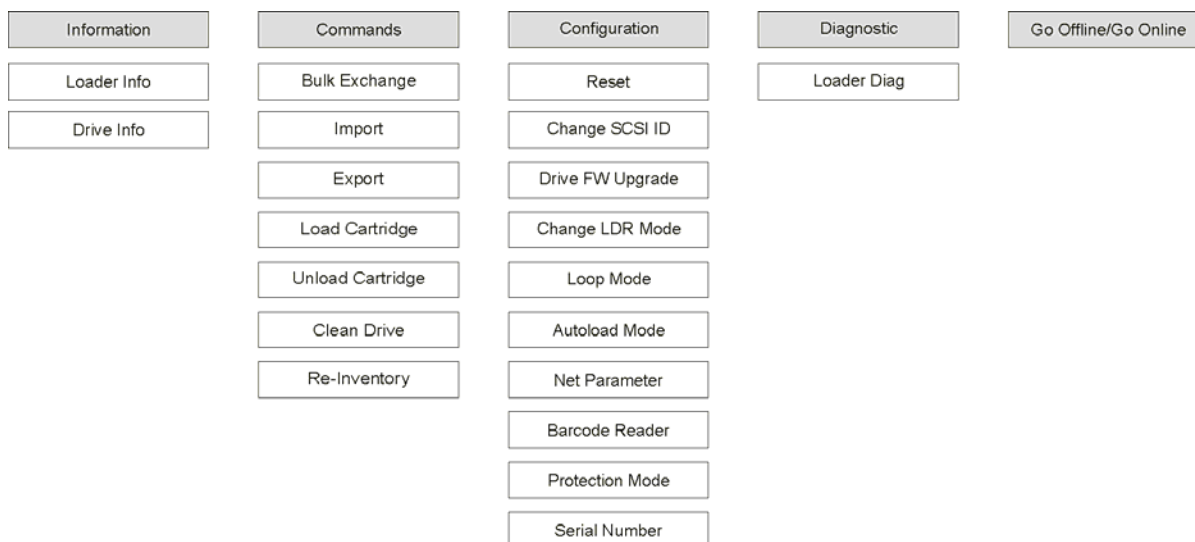 Information
Loader Info
Drive Info
Commands
Bulk Exchange
Import
Export
Load Cartridge
Unload Cartridge
Clean Drive
Re-Inventory
Configuration
Reset
Change SCSI ID
Drive FW Upgrade
Change LDR Mode
Loop Mode
Autoload Mode
Net Parameter
Barcode Reader
Protection Mode
Serial Number
Diagnostic
Loader Diag
Go Offline/Go Online